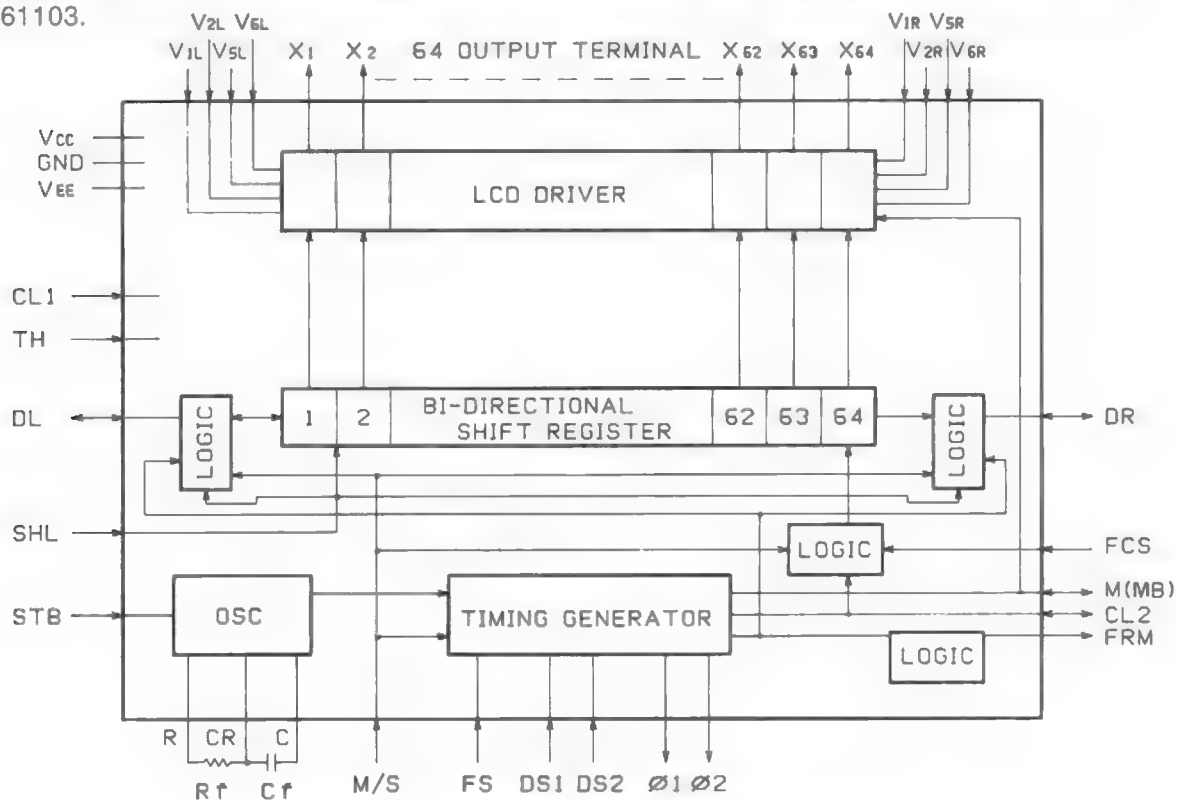 61103.
V2L V6L
V1L V5L
X1 X2 64 OUTPUT TERMINAL X62 X63 X64
V1R V5R
V2R V6R
VCC
GND
VEE
LCD DRIVER
CL1
TH
DL
LOGIC
1 2 BI-DIRECTIONAL SHIFT REGISTER 62 63 64
LOGIC
DR
SHL
LOGIC
FCS
STB
OSC
TIMING GENERATOR
M(MB)
CL2
FRM
LOGIC
R CR C
Rf Cf
M/S FS DS1 DS2 Ø1 Ø2